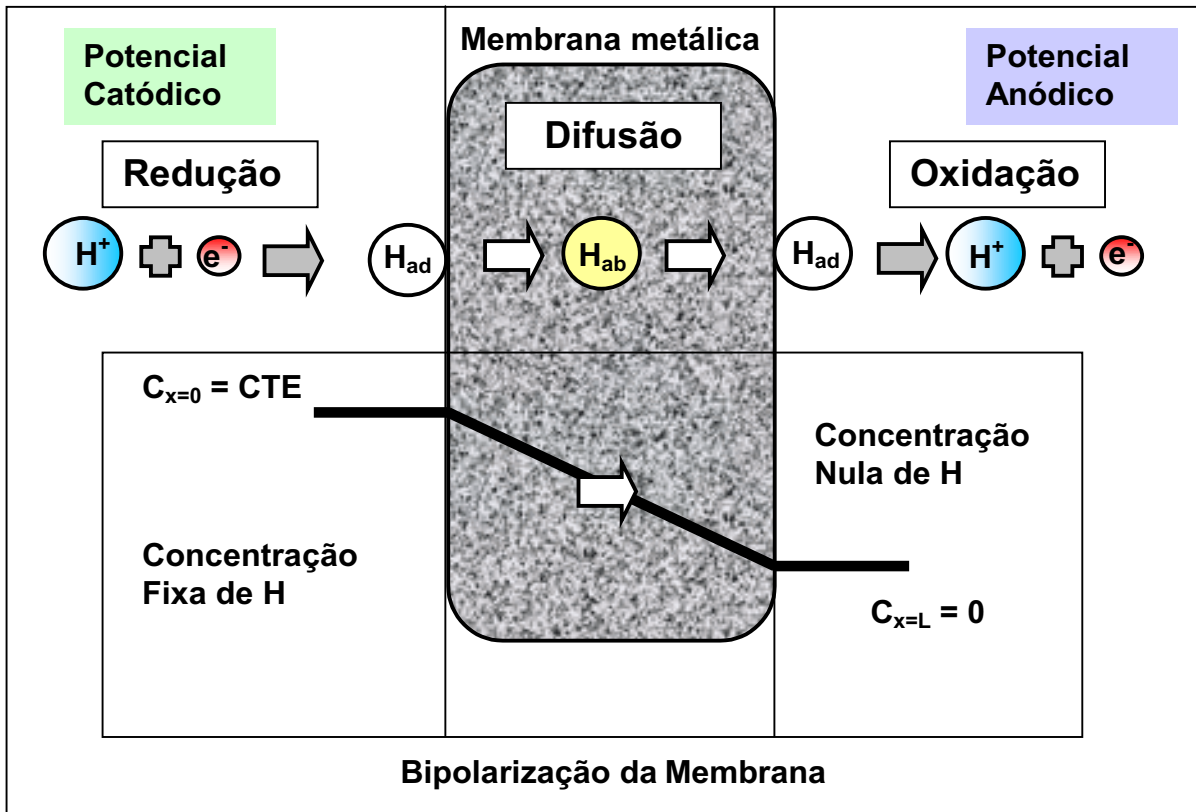 Membrana metálica
Potencial
Catódico
Potencial
Anódico
Difusão
Redução
Oxidação
H+
e-
Had
Hab
Had
H+
e-
Cx=0 = CTE
Concentração
Nula de H
Concentração
Fixa de H
Cx=L = 0
Bipolarização da Membrana